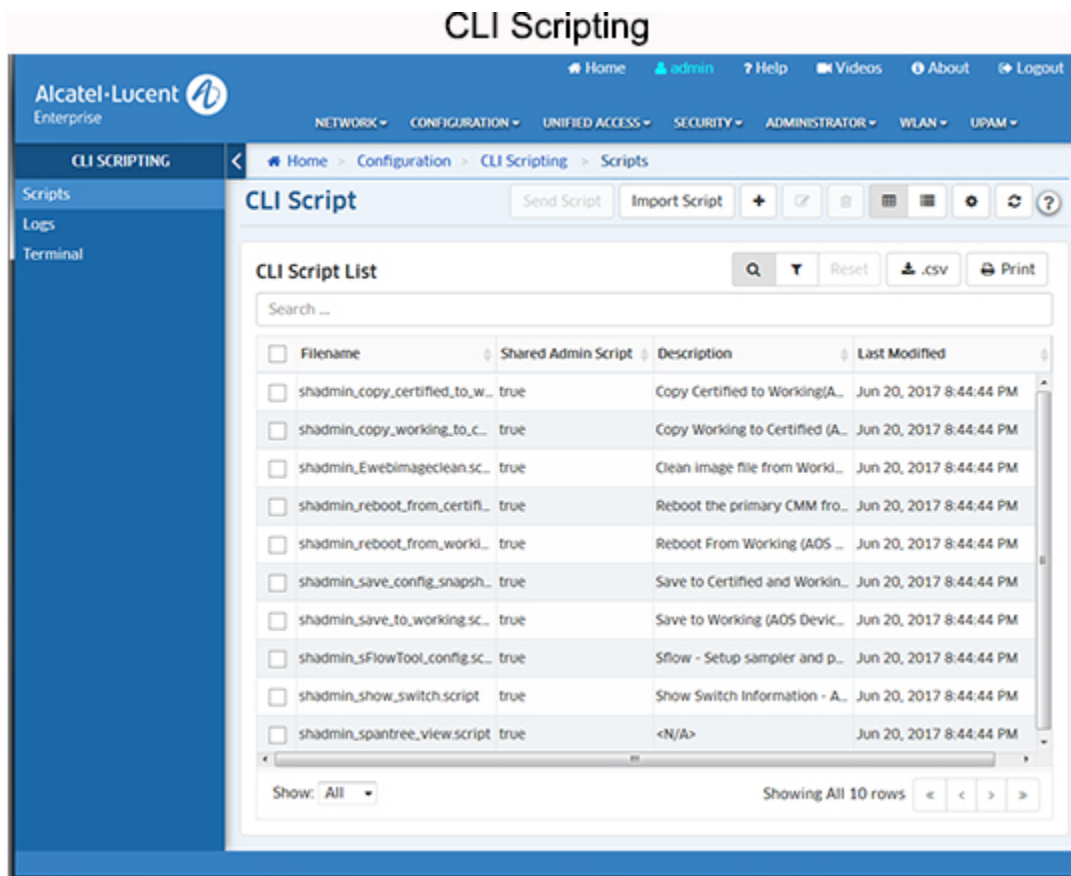 CLI Scripting
Home admin ? Help Videos About Logout
Alcatel·Lucent
Enterprise
NETWORK CONFIGURATION UNIFIED ACCESS SECURITY ADMINISTRATOR WLAN UPAM
CLI SCRIPTING
Home > Configuration > CLI Scripting > Scripts
Scripts
Logs
Terminal
CLI Script Send Script Import Script + ?
CLI Script List Reset .csv Print
Search ...
Filename Shared Admin Script Description Last Modified
shadmin_copy_certified_to_w... true Copy Certified to Working(A... Jun 20, 2017 8:44:44 PM
shadmin_copy_working_to_c... true Copy Working to Certified (A... Jun 20, 2017 8:44:44 PM
shadmin_Ewebimageclean.sc... true Clean image file from Worki... Jun 20, 2017 8:44:44 PM
shadmin_reboot_from_certifi... true Reboot the primary CMM fro... Jun 20, 2017 8:44:44 PM
shadmin_reboot_from_worki... true Reboot From Working (AOS ... Jun 20, 2017 8:44:44 PM
shadmin_save_config_snapsh... true Save to Certified and Workin... Jun 20, 2017 8:44:44 PM
shadmin_save_to_working.sc... true Save to Working (AOS Devic... Jun 20, 2017 8:44:44 PM
shadmin_sFlowTool_config.sc... true Sflow - Setup sampler and p... Jun 20, 2017 8:44:44 PM
shadmin_show_switch.script true Show Switch Information - A... Jun 20, 2017 8:44:44 PM
shadmin_spantree_view.script true <N/A> Jun 20, 2017 8:44:44 PM
Show: All Showing All 10 rows « < > »